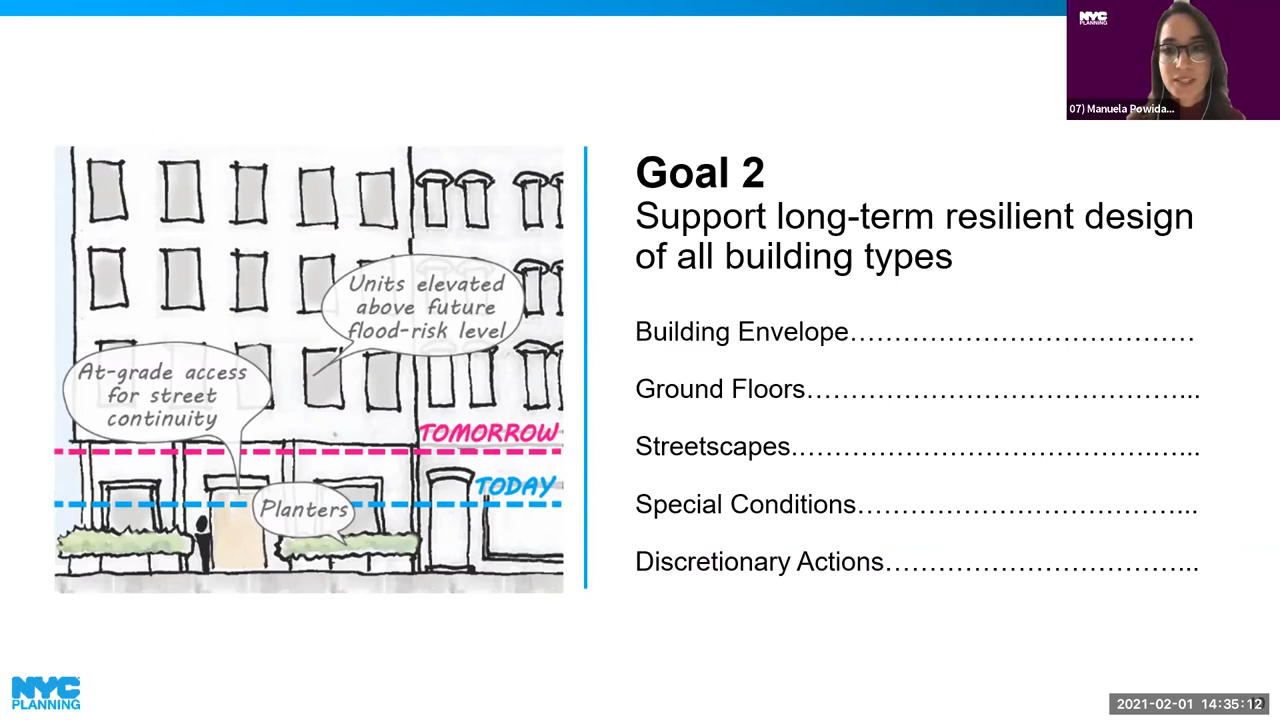 NYC
PLANNING
07) Manuela Powida...
Goal 2
Support long-term resilient design
of all building types
Building Envelope…………………………………
Ground Floors……………………………………...
Streetscapes……………………………………...
Special Conditions………………………………...
Discretionary Actions……………………………...
Units elevated
above future
flood-risk level
At-grade access
for street
continuity
TOMORROW
TODAY
Planters
NYC
PLANNING
2021-02-01 14:35:12